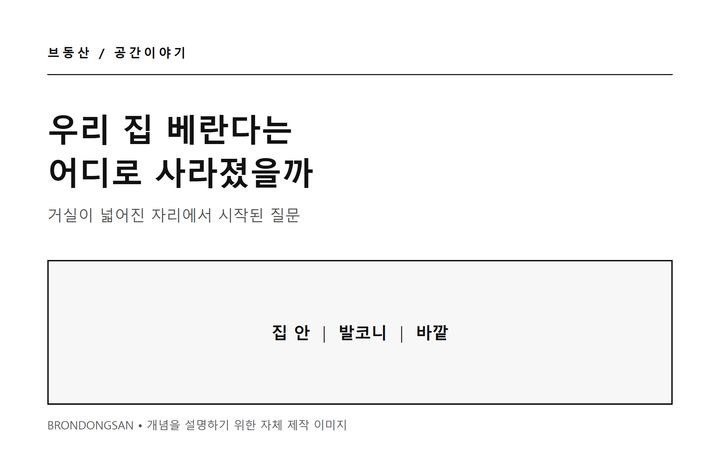 브동산 / 공간이야기
우리 집 베란다는
어디로 사라졌을까
거실이 넓어진 자리에서 시작된 질문
집 안 | 발코니 | 바깥
BRONDONGSAN • 개념을 설명하기 위한 자체 제작 이미지